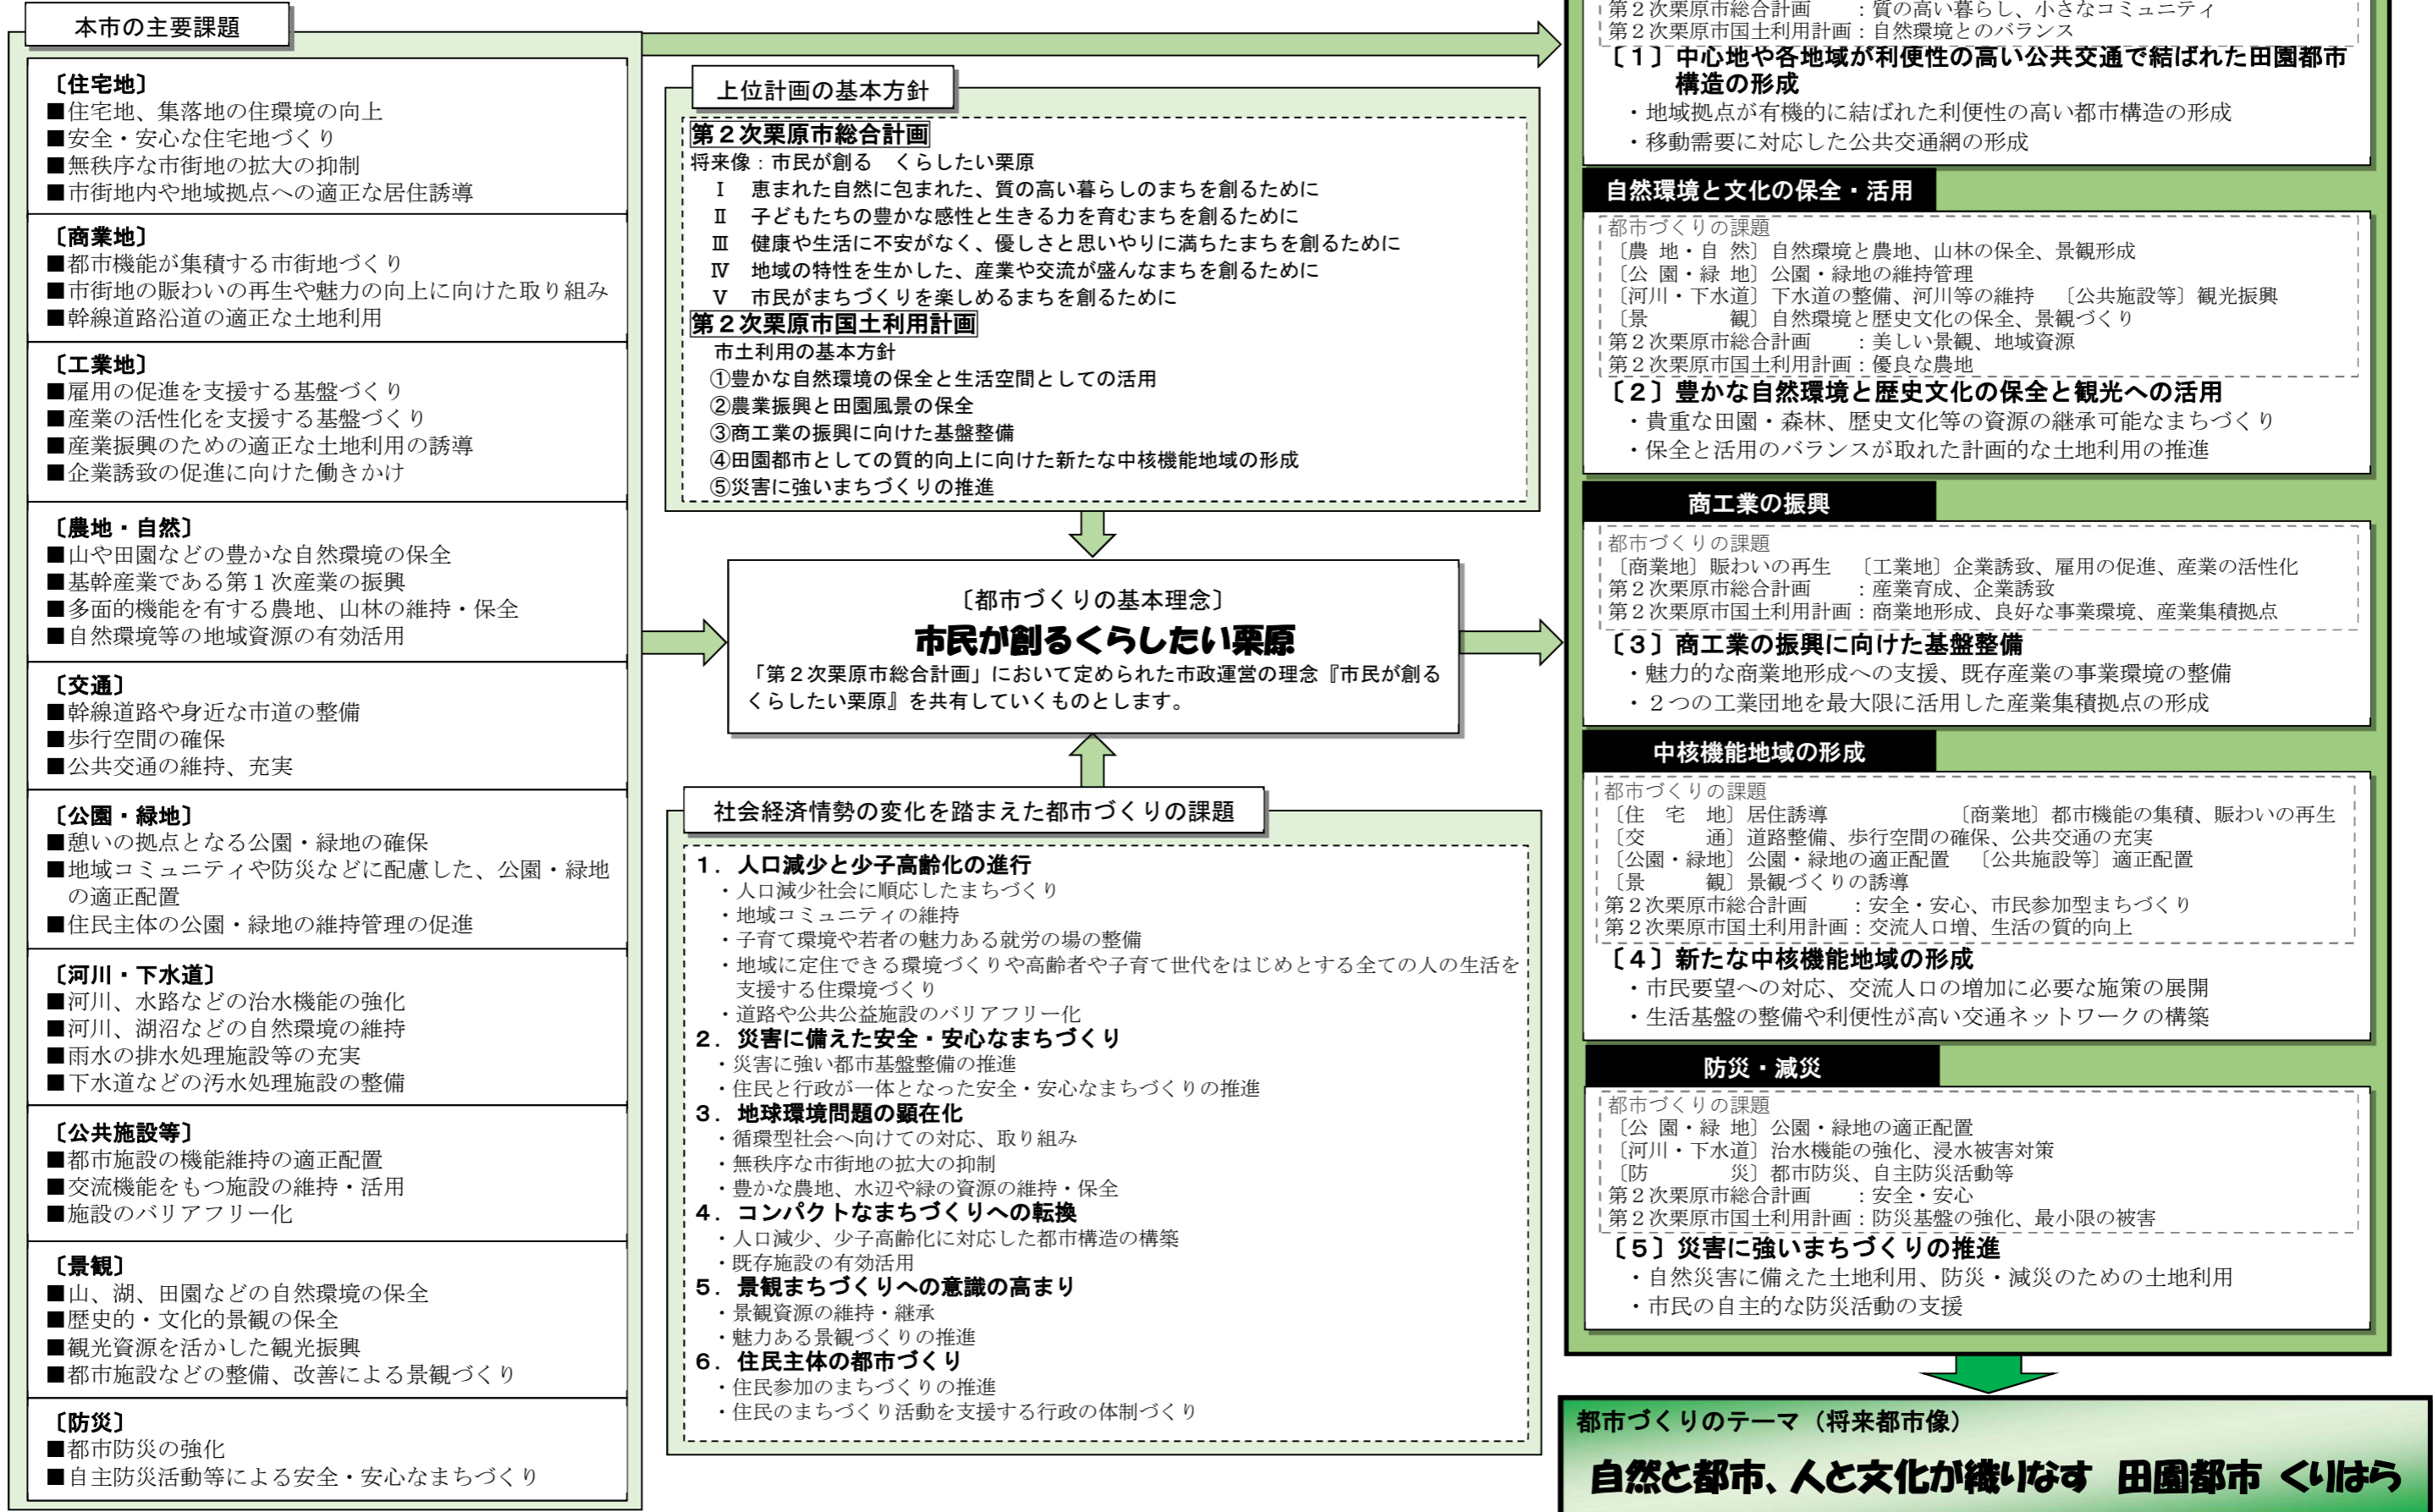 本市の主要課題
〔住宅地〕
■住宅地、集落地の住環境の向上
■安全・安心な住宅地づくり
■無秩序な市街地の拡大の抑制
■市街地内や地域拠点への適正な居住誘導
〔商業地〕
■都市機能が集積する市街地づくり
■市街地の賑わいの再生や魅力の向上に向けた取り組み
■幹線道路沿道の適正な土地利用
〔工業地〕
■雇用の促進を支援する基盤づくり
■産業の活性化を支援する基盤づくり
■産業振興のための適正な土地利用の誘導
■企業誘致の促進に向けた働きかけ
〔農地・自然〕
■山や田園などの豊かな自然環境の保全
■基幹産業である第１次産業の振興
■多面的機能を有する農地、山林の維持・保全
■自然環境等の地域資源の有効活用
〔交通〕
■幹線道路や身近な市道の整備
■歩行空間の確保
■公共交通の維持、充実
〔公園・緑地〕
■憩いの拠点となる公園・緑地の確保
■地域コミュニティや防災などに配慮した、公園・緑地
の適正配置
■住民主体の公園・緑地の維持管理の促進
〔河川・下水道〕
■河川、水路などの治水機能の強化
■河川、湖沼などの自然環境の維持
■雨水の排水処理施設等の充実
■下水道などの汚水処理施設の整備
〔公共施設等〕
■都市施設の機能維持の適正配置
■交流機能をもつ施設の維持・活用
■施設のバリアフリー化
〔景観〕
■山、湖、田園などの自然環境の保全
■歴史的・文化的景観の保全
■観光資源を活かした観光振興
■都市施設などの整備、改善による景観づくり
〔防災〕
■都市防災の強化
■自主防災活動等による安全・安心なまちづくり
上位計画の基本方針
第２次栗原市総合計画
将来像：市民が創る　くらしたい栗原
Ⅰ　恵まれた自然に包まれた、質の高い暮らしのまちを創るために
Ⅱ　子どもたちの豊かな感性と生きる力を育むまちを創るために
Ⅲ　健康や生活に不安がなく、優しさと思いやりに満ちたまちを創るために
Ⅳ　地域の特性を生かした、産業や交流が盛んなまちを創るために
Ⅴ　市民がまちづくりを楽しめるまちを創るために
第２次栗原市国土利用計画
市土利用の基本方針
①豊かな自然環境の保全と生活空間としての活用
②農業振興と田園風景の保全
③商工業の振興に向けた基盤整備
④田園都市としての質的向上に向けた新たな中核機能地域の形成
⑤災害に強いまちづくりの推進
〔都市づくりの基本理念〕
市民が創るくらしたい栗原
「第２次栗原市総合計画」において定められた市政運営の理念『市民が創る
くらしたい栗原』を共有していくものとします。
社会経済情勢の変化を踏まえた都市づくりの課題
１．人口減少と少子高齢化の進行
・人口減少社会に順応したまちづくり
・地域コミュニティの維持
・子育て環境や若者の魅力ある就労の場の整備
・地域に定住できる環境づくりや高齢者や子育て世代をはじめとする全ての人の生活を
支援する住環境づくり
・道路や公共公益施設のバリアフリー化
２．災害に備えた安全・安心なまちづくり
・災害に強い都市基盤整備の推進
・住民と行政が一体となった安全・安心なまちづくりの推進
３．地球環境問題の顕在化
・循環型社会へ向けての対応、取り組み
・無秩序な市街地の拡大の抑制
・豊かな農地、水辺や緑の資源の維持・保全
４．コンパクトなまちづくりへの転換
・人口減少、少子高齢化に対応した都市構造の構築
・既存施設の有効活用
５．景観まちづくりへの意識の高まり
・景観資源の維持・継承
・魅力ある景観づくりの推進
６．住民主体の都市づくり
・住民参加のまちづくりの推進
・住民のまちづくり活動を支援する行政の体制づくり
第２次栗原市総合計画　　：質の高い暮らし、小さなコミュニティ
第２次栗原市国土利用計画：自然環境とのバランス
〔１〕中心地や各地域が利便性の高い公共交通で結ばれた田園都市
構造の形成
・地域拠点が有機的に結ばれた利便性の高い都市構造の形成
・移動需要に対応した公共交通網の形成
自然環境と文化の保全・活用
都市づくりの課題
〔農 地・自 然〕自然環境と農地、山林の保全、景観形成
〔公 園・緑 地〕公園・緑地の維持管理
〔河川・下水道〕下水道の整備、河川等の維持　〔公共施設等〕観光振興
〔景　　　　観〕自然環境と歴史文化の保全、景観づくり
第２次栗原市総合計画　　：美しい景観、地域資源
第２次栗原市国土利用計画：優良な農地
〔２〕豊かな自然環境と歴史文化の保全と観光への活用
・貴重な田園・森林、歴史文化等の資源の継承可能なまちづくり
・保全と活用のバランスが取れた計画的な土地利用の推進
商工業の振興
都市づくりの課題
〔商業地〕賑わいの再生　〔工業地〕企業誘致、雇用の促進、産業の活性化
第２次栗原市総合計画　　：産業育成、企業誘致
第２次栗原市国土利用計画：商業地形成、良好な事業環境、産業集積拠点
〔３〕商工業の振興に向けた基盤整備
・魅力的な商業地形成への支援、既存産業の事業環境の整備
・２つの工業団地を最大限に活用した産業集積拠点の形成
中核機能地域の形成
都市づくりの課題
〔住　宅　地〕居住誘導　　　　　　〔商業地〕都市機能の集積、賑わいの再生
〔交　　　通〕道路整備、歩行空間の確保、公共交通の充実
〔公園・緑地〕公園・緑地の適正配置　〔公共施設等〕適正配置
〔景　　　観〕景観づくりの誘導
第２次栗原市総合計画　　：安全・安心、市民参加型まちづくり
第２次栗原市国土利用計画：交流人口増、生活の質的向上
〔４〕新たな中核機能地域の形成
・市民要望への対応、交流人口の増加に必要な施策の展開
・生活基盤の整備や利便性が高い交通ネットワークの構築
防災・減災
都市づくりの課題
〔公 園・緑 地〕公園・緑地の適正配置
〔河川・下水道〕治水機能の強化、浸水被害対策
〔防　　　　災〕都市防災、自主防災活動等
第２次栗原市総合計画　　：安全・安心
第２次栗原市国土利用計画：防災基盤の強化、最小限の被害
〔５〕災害に強いまちづくりの推進
・自然災害に備えた土地利用、防災・減災のための土地利用
・市民の自主的な防災活動の支援
都市づくりのテーマ（将来都市像）
自然と都市、人と文化が織りなす　田園都市 くりはら